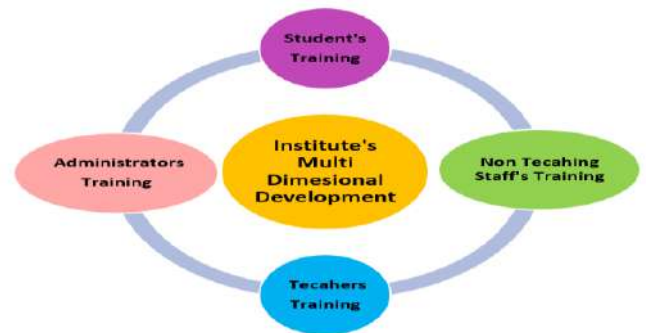 Student's
Training
Administrators
Training
Institute's
Multi
Dimesional
Development
Non Tecahing
Staff's Training
Tecahers
Training